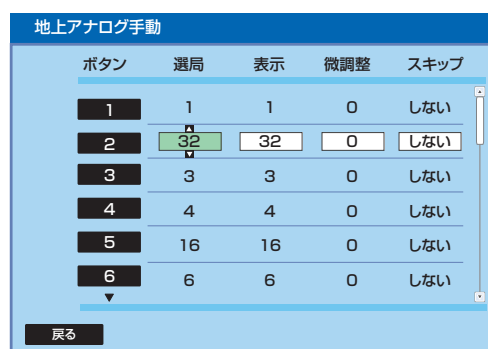 地上アナログ手動
ボタン 選局 表示 微調整 スキップ
1 1 1 0 しない
2 32 32 0 しない
3 3 3 0 しない
4 4 4 0 しない
5 16 16 0 しない
6 6 6 0 しない
戻る